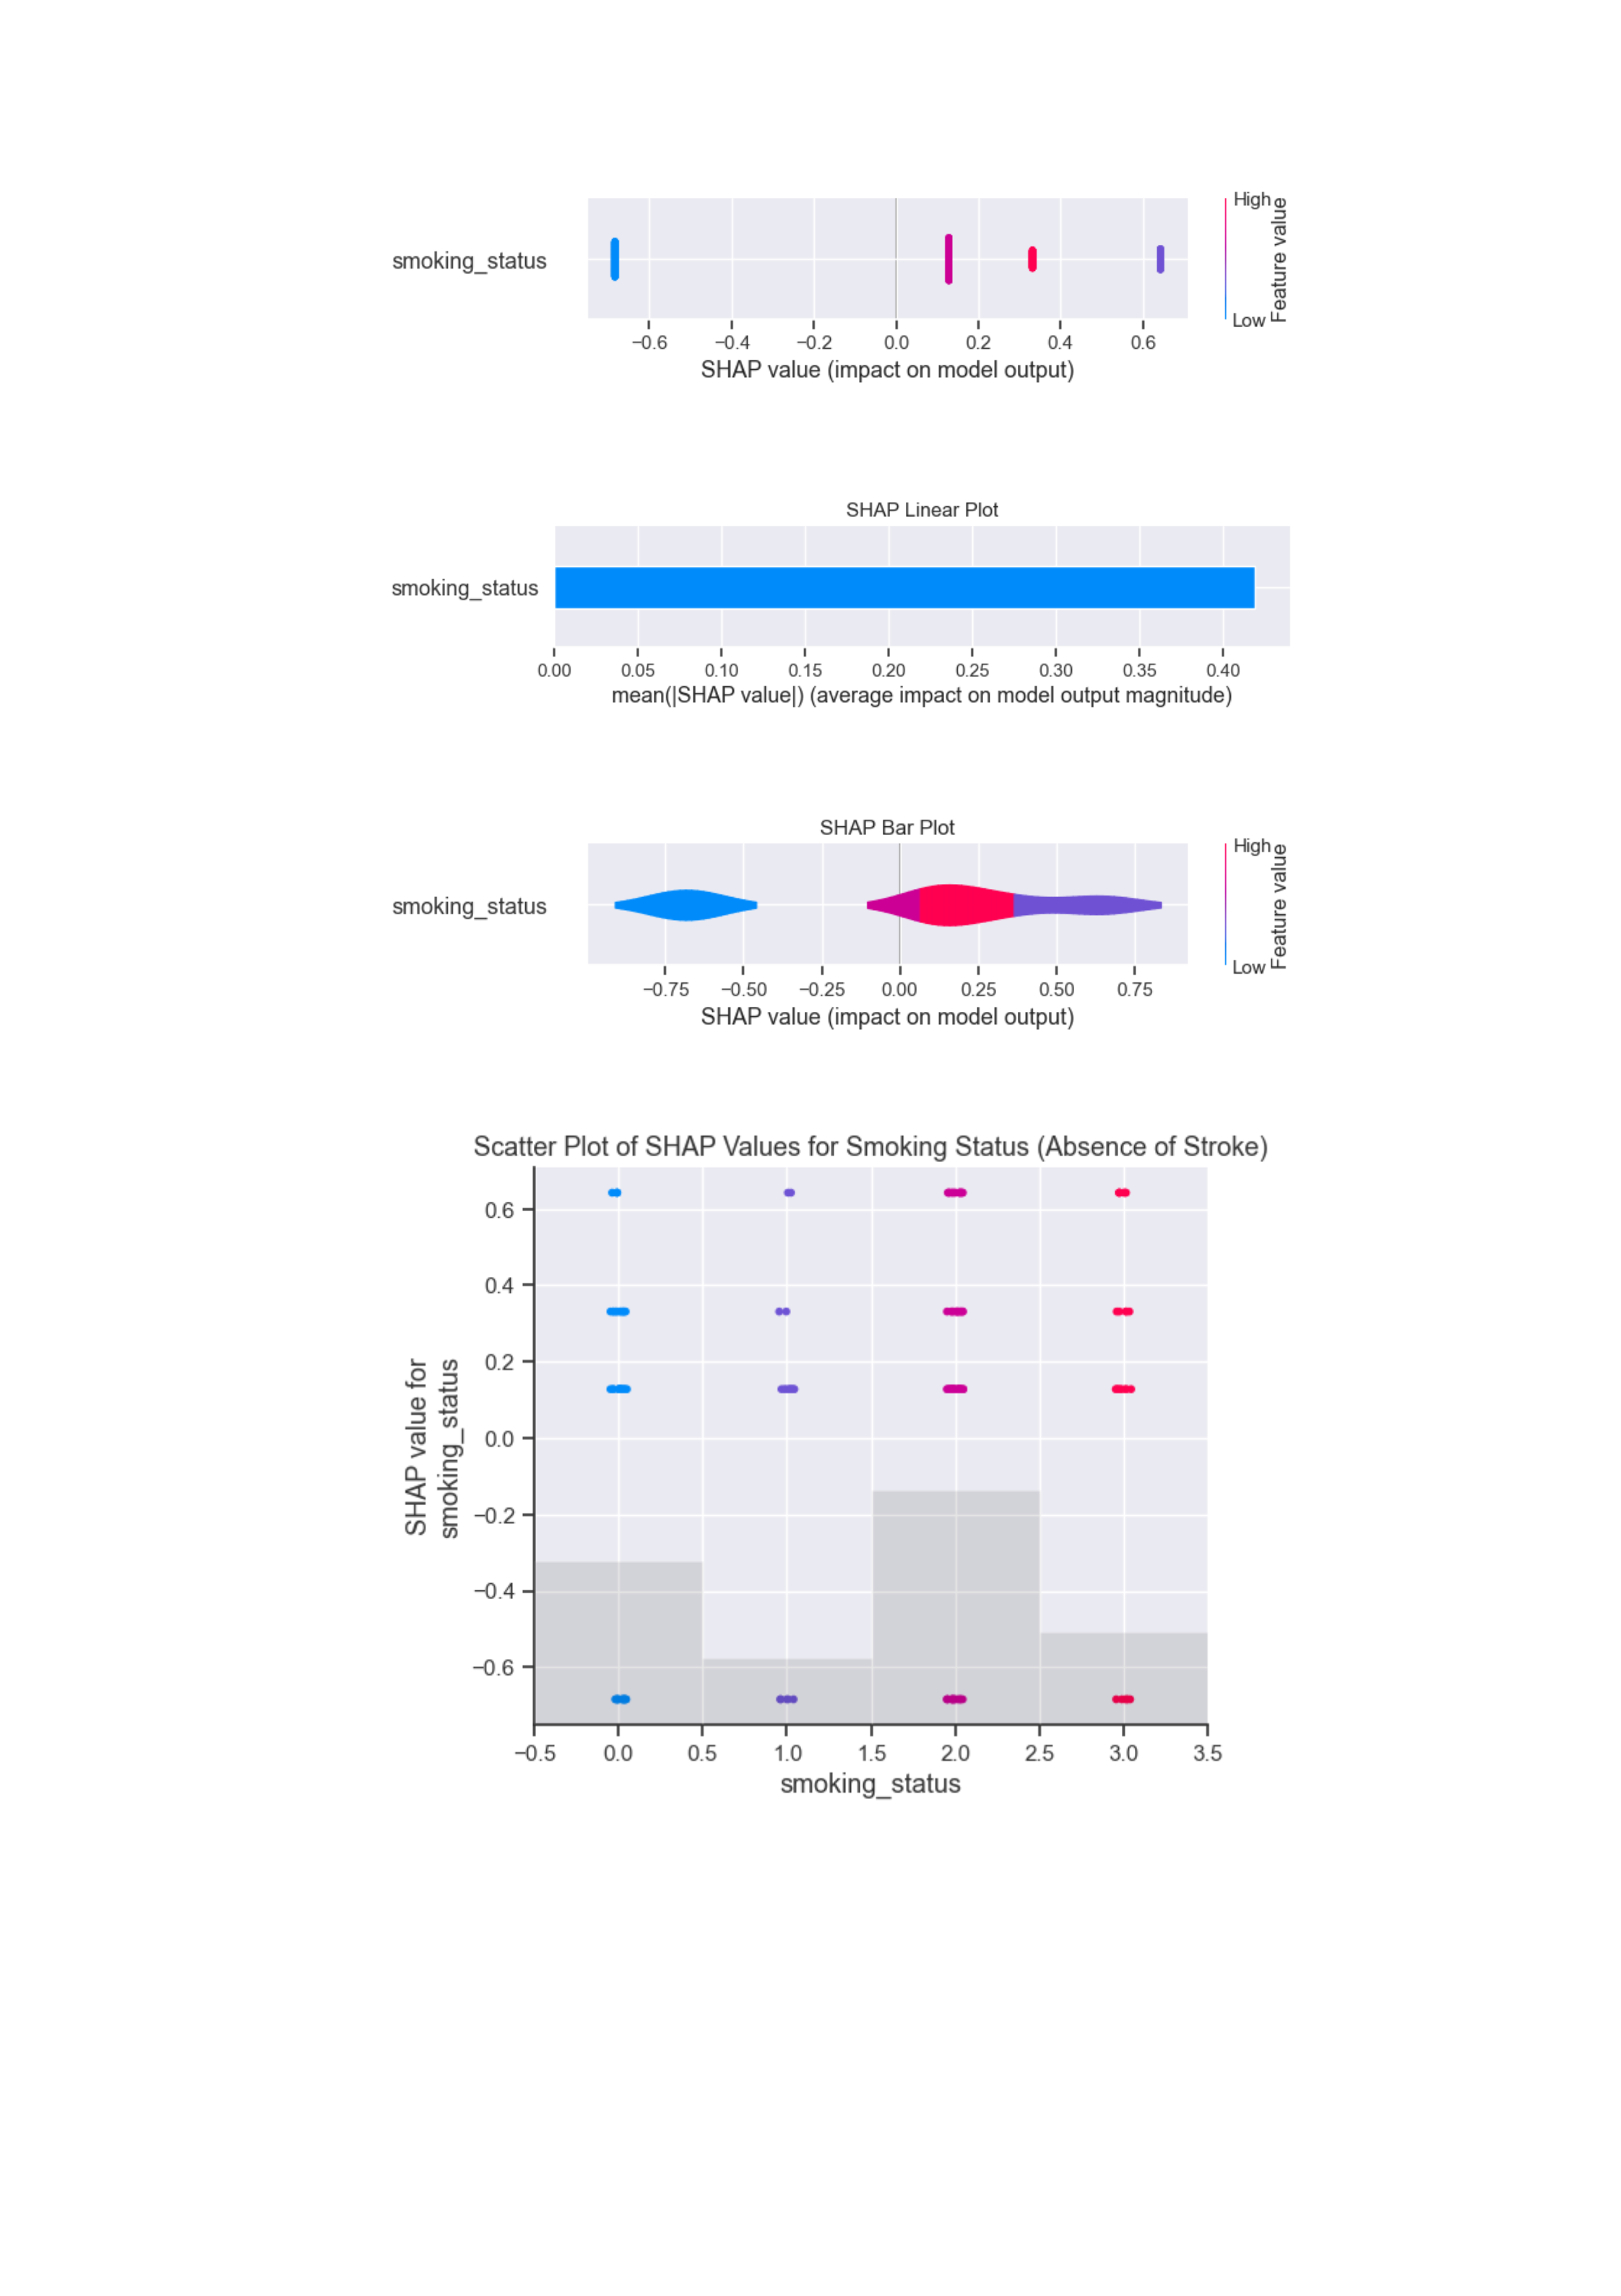 High
smoking_status
Feature value
Low
−0.6 −0.4 −0.2 0.0 0.2 0.4 0.6
SHAP value (impact on model output)
SHAP Linear Plot
smoking_status
0.00 0.05 0.10 0.15 0.20 0.25 0.30 0.35 0.40
mean(|SHAP value|) (average impact on model output magnitude)
SHAP Bar Plot
High
smoking_status
Feature value
Low
−0.75 −0.50 −0.25 0.00 0.25 0.50 0.75
SHAP value (impact on model output)
Scatter Plot of SHAP Values for Smoking Status (Absence of Stroke)
0.6
0.4
0.2
0.0
−0.2
−0.4
−0.6
SHAP value for
smoking_status
−0.5 0.0 0.5 1.0 1.5 2.0 2.5 3.0 3.5
smoking_status